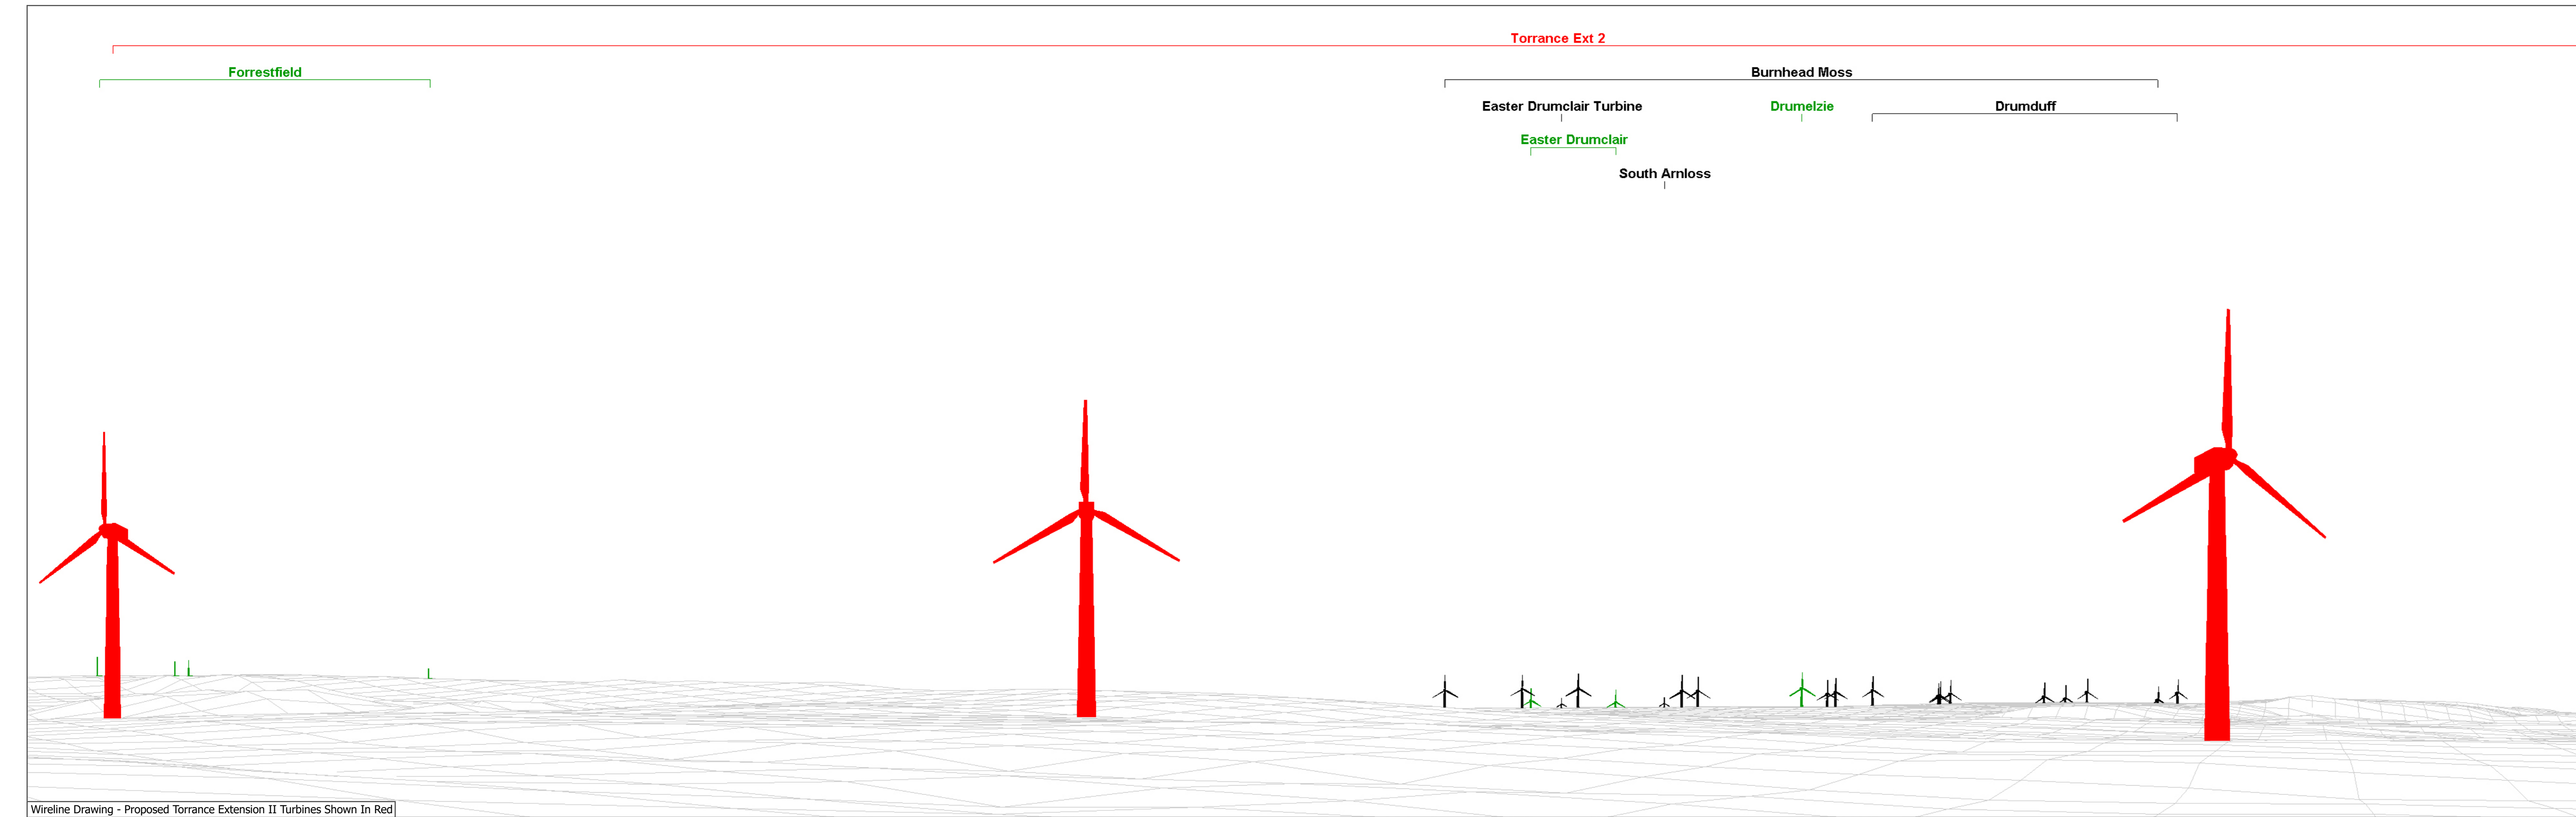 Torrance Ext 2
Forrestfield
Burnhead Moss
Easter Drumclair Turbine
Drumelzie
Drumduff
Easter Drumclair
South Arnloss
Wireline Drawing - Proposed Torrance Extension II Turbines Shown In Red